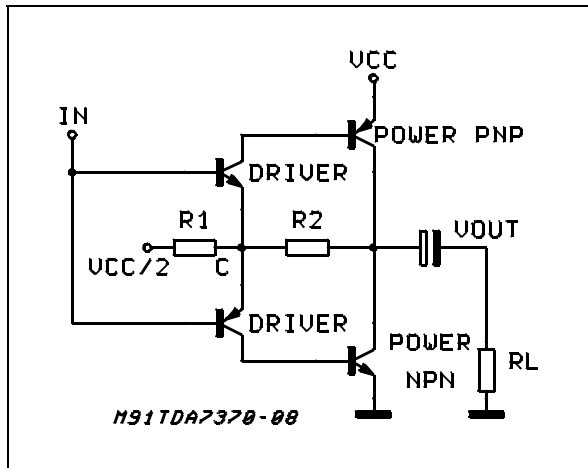 VCC
IN
POWER PNP
DRIVER
R1
R2
VOUT
VCC/2
C
DRIVER
POWER
NPN
RL
M91TDA7370-08